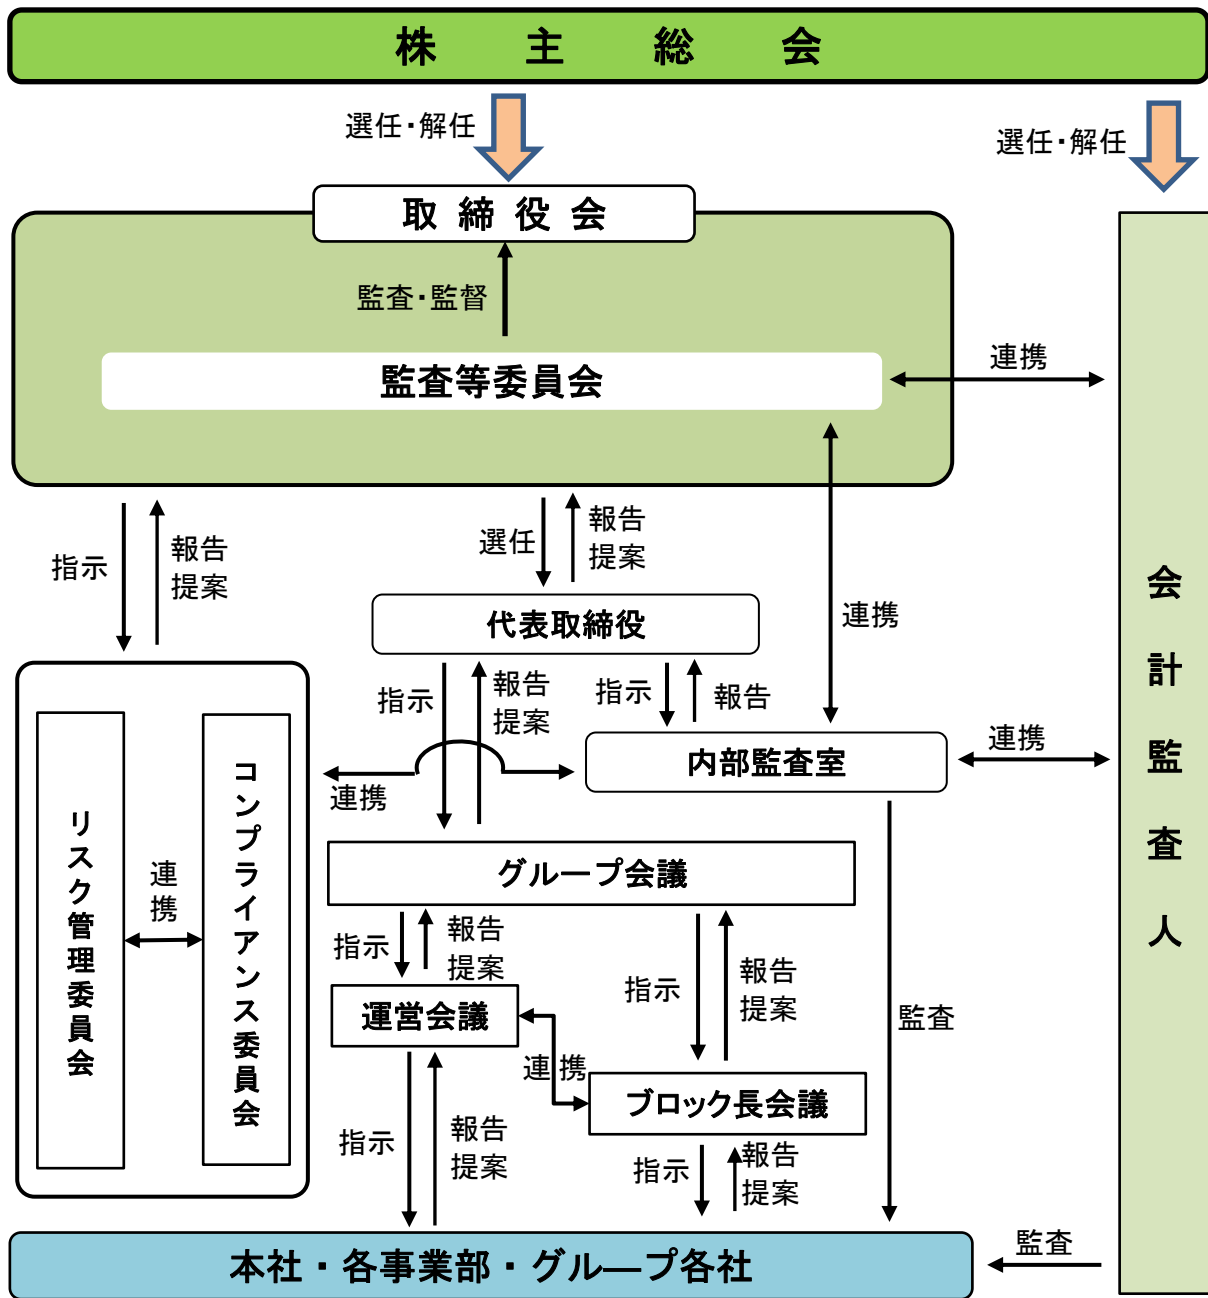 株主総会
選任・解任
選任・解任
取締役会
監査・監督
監査等委員会
連携
指示
報告
提案
選任
報告
提案
連携
代表取締役
指示
報告
提案
指示
報告
内部監査室
連携
連携
リスク管理委員会
連携
コンプライアンス委員会
グループ会議
指示
報告
提案
指示
報告
提案
運営会議
連携
ブロック長会議
監査
指示
報告
提案
指示
報告
提案
会計監査人
監査
本社・各事業部・グループ各社